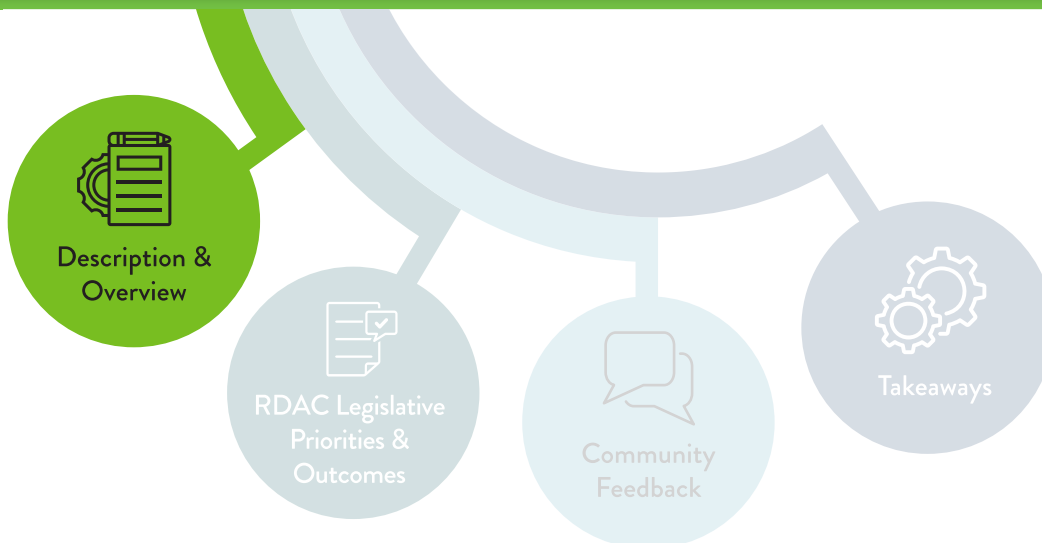 Description &
Overview
RDAC Legislative
Priorities &
Outcomes
Community
Feedback
Takeaways